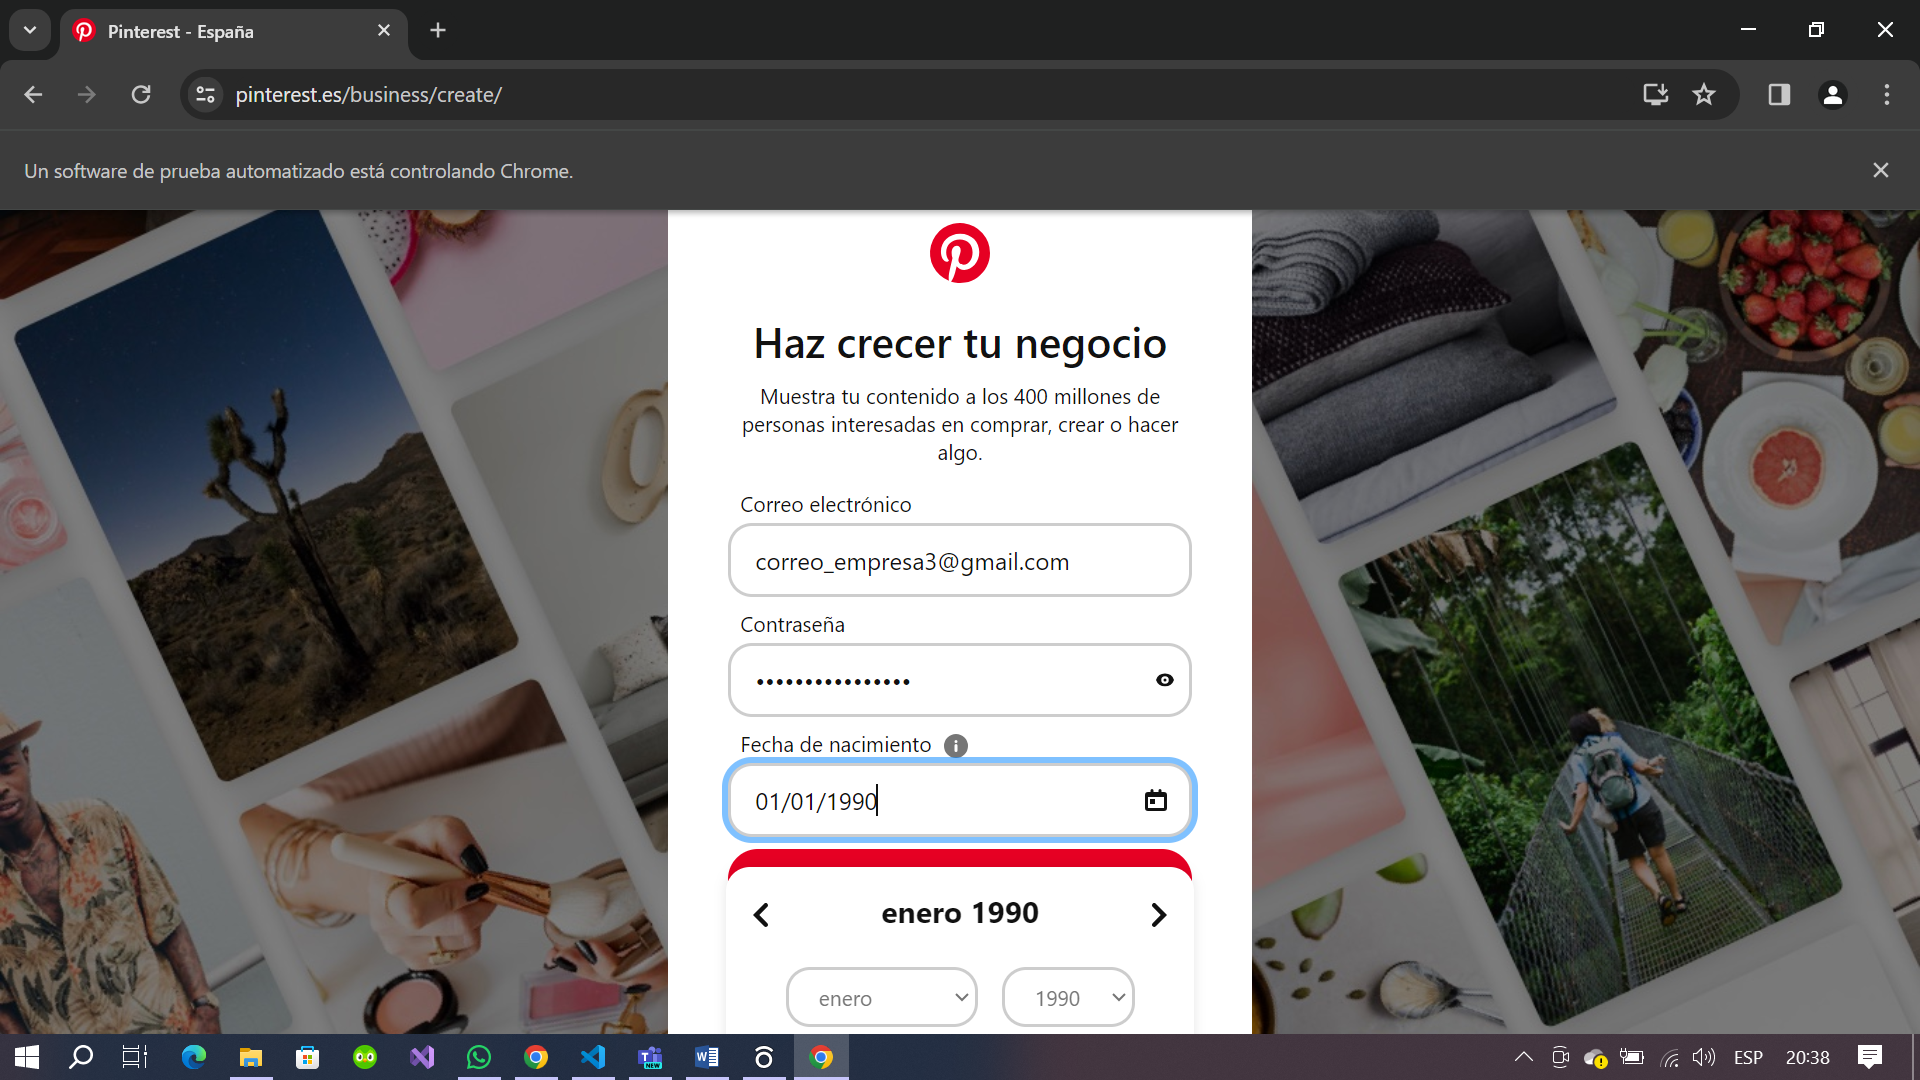 Pinterest - España
pinterest.es/business/create/
Un software de prueba automatizado está controlando Chrome.
Haz crecer tu negocio
Muestra tu contenido a los 400 millones de
personas interesadas en comprar, crear o hacer
algo.
Correo electrónico
correo_empresa3@gmail.com
Contraseña
••••••••••••••••
Fecha de nacimiento
01/01/1990
enero 1990
enero
1990
NEW
ESP
20:38